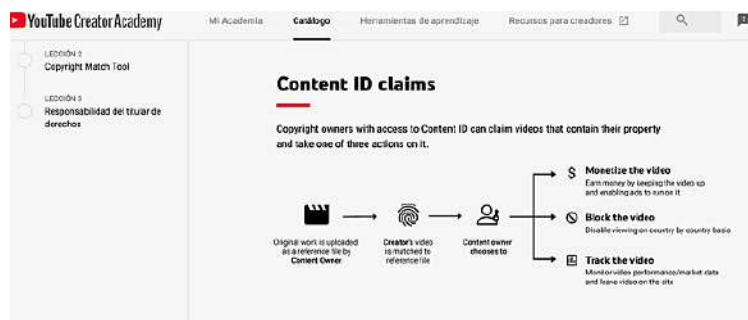 YouTube Creator Academy
Mi Academia
Catálogo
Herramientas de aprendizaje
Recursos para creadores
LECCIÓN 2
Copyright Match Tool
LECCIÓN 3
Responsabilidad del titular de
derechos
Content ID claims
Copyright owners with access to Content ID can claim videos that contain their property
and take one of three actions on it.
Original work is uploaded
as a reference file by
Content Owner
Creator's video
is matched to
reference file
Content owner
chooses to
$ Monetize the video
Earn money by keeping the video up
and enabling ads to run on it
Block the video
Disable viewing on country by country basis
Track the video
Monitor video performance/market data
and leave video on the site